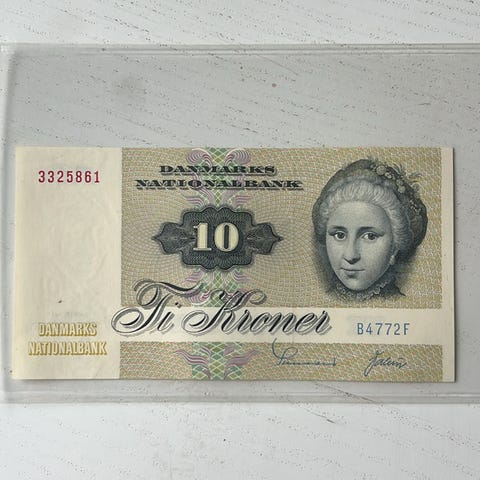 3325861
DANMARKS
NATIONALBANK
10
Ti Kroner
B4772F
DANMARKS
NATIONALBANK